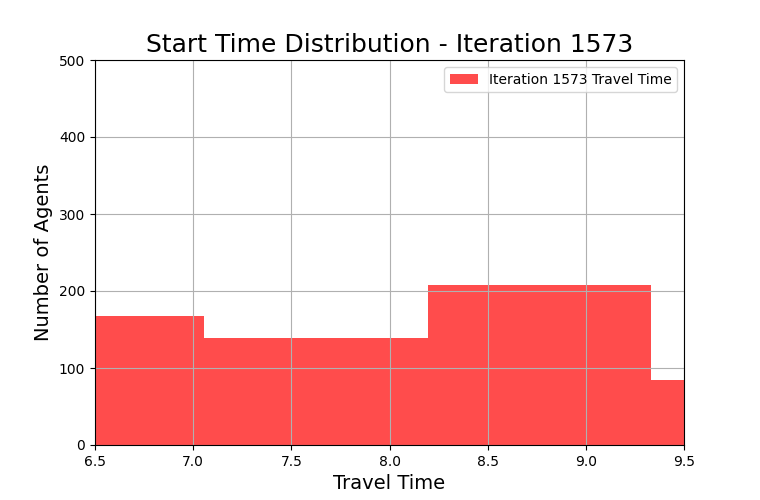 Start Time Distribution - Iteration 1573
Iteration 1573 Travel Time
Number of Agents
500
400
300
200
100
0
6.5 7.0 7.5 8.0 8.5 9.0 9.5
Travel Time